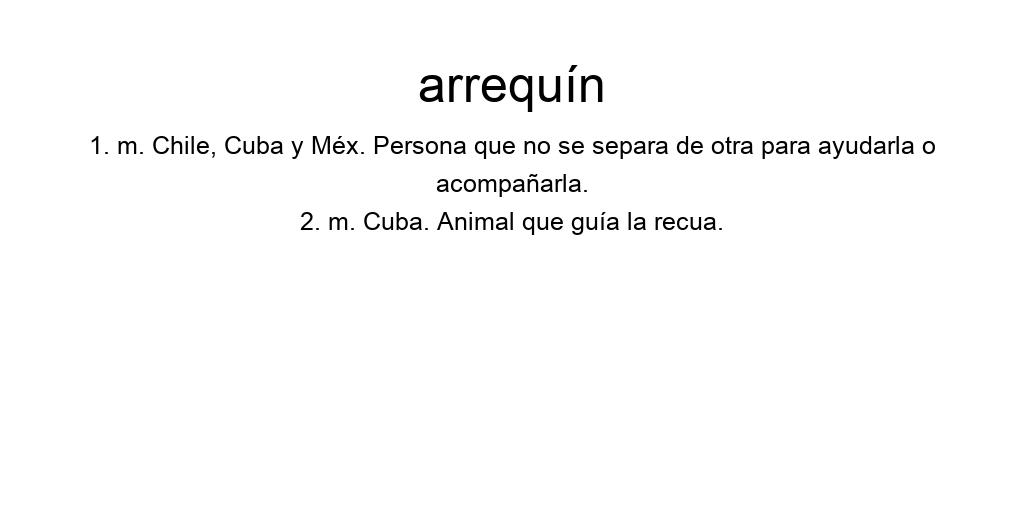 arrequín
1. m. Chile, Cuba y Méx. Persona que no se separa de otra para ayudarla o
acompañarla.
2. m. Cuba. Animal que guía la recua.